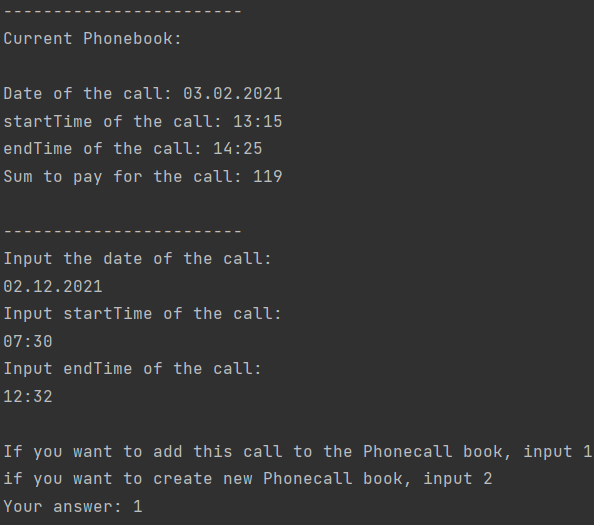 ------------------------
Current Phonebook:
Date of the call: 03.02.2021
startTime of the call: 13:15
endTime of the call: 14:25
Sum to pay for the call: 119
------------------------
Input the date of the call:
02.12.2021
Input startTime of the call:
07:30
Input endTime of the call:
12:32
If you want to add this call to the Phonecall book, input 1
if you want to create new Phonecall book, input 2
Your answer: 1